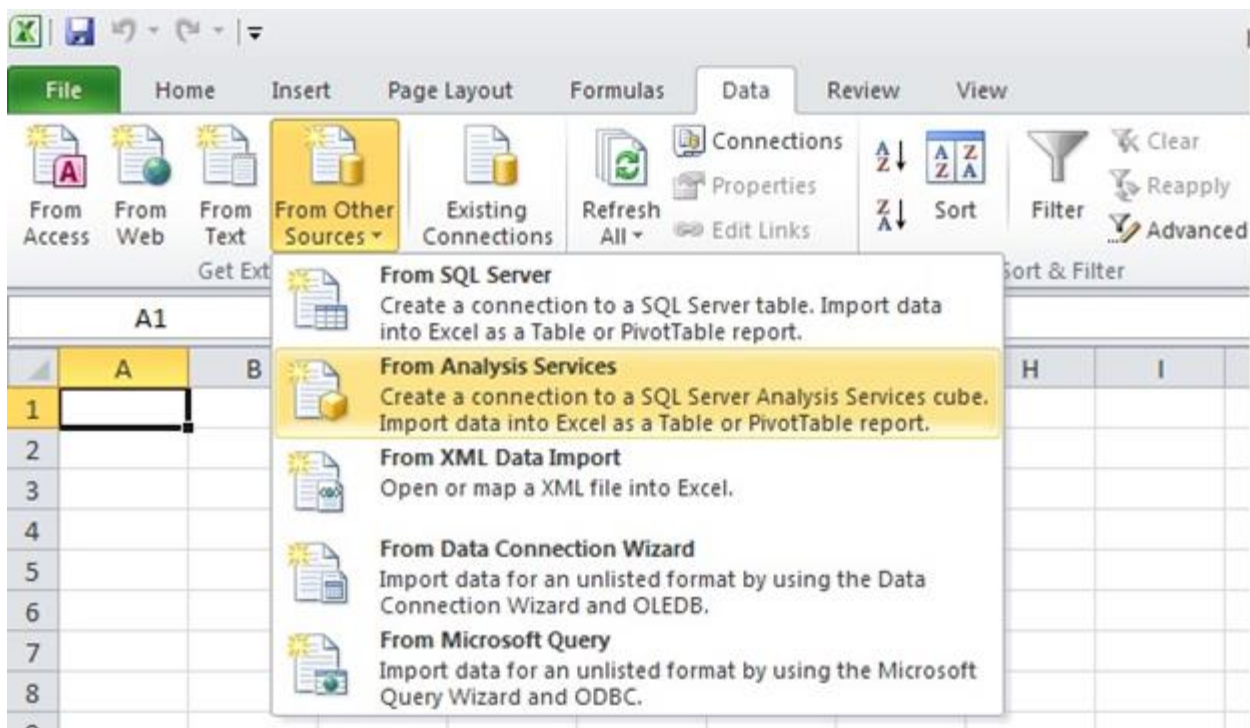 File Home Insert Page Layout Formulas Data Review View
From Access
From Web
From Text
From Other Sources
Existing Connections
Refresh All
Connections
Properties
Edit Links
A Z
Z A
A Z Z A
Sort
Filter
Clear
Reapply
Advanced
Get Ext
Sort & Filter
A1
From SQL Server
Create a connection to a SQL Server table. Import data
into Excel as a Table or PivotTable report.
From Analysis Services
Create a connection to a SQL Server Analysis Services cube.
Import data into Excel as a Table or PivotTable report.
From XML Data Import
Open or map a XML file into Excel.
From Data Connection Wizard
Import data for an unlisted format by using the Data
Connection Wizard and OLEDB.
From Microsoft Query
Import data for an unlisted format by using the Microsoft
Query Wizard and ODBC.
A B H I
1
2
3
4
5
6
7
8